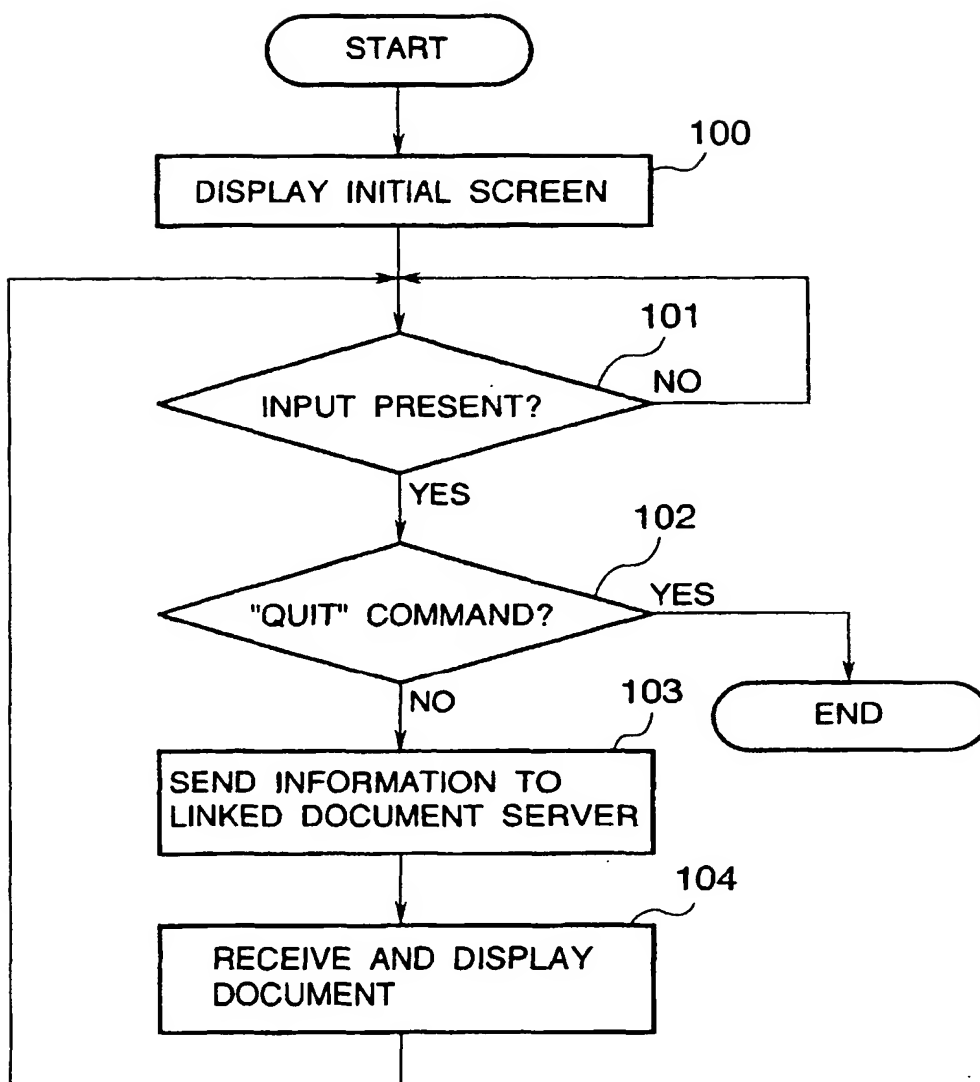 START
100
DISPLAY INITIAL SCREEN
101
INPUT PRESENT?
NO
YES
102
"QUIT" COMMAND?
YES
NO
END
103
SEND INFORMATION TO
LINKED DOCUMENT SERVER
104
RECEIVE AND DISPLAY
DOCUMENT